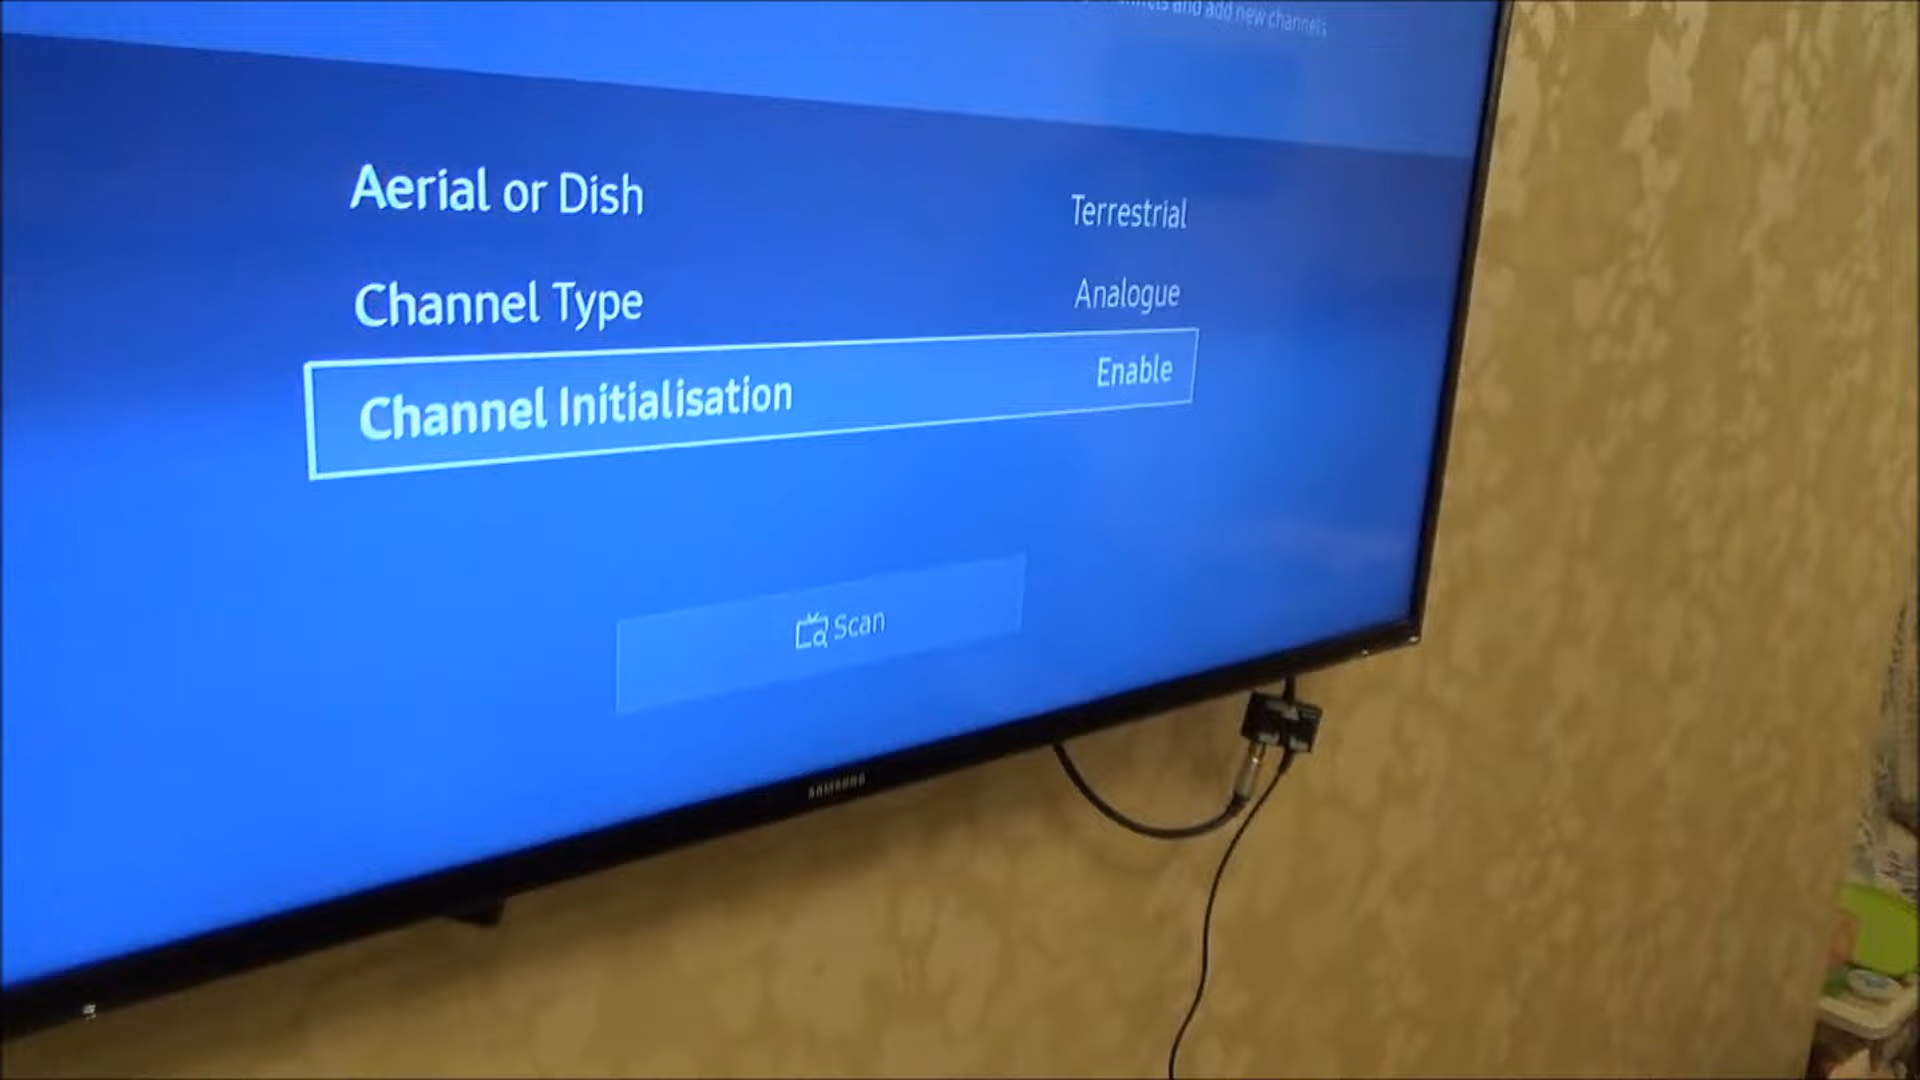 and add new channels.
Aerial or Dish
Terrestrial
Channel Type
Analogue
Channel Initialisation
Enable
Scan
SAMSUNG